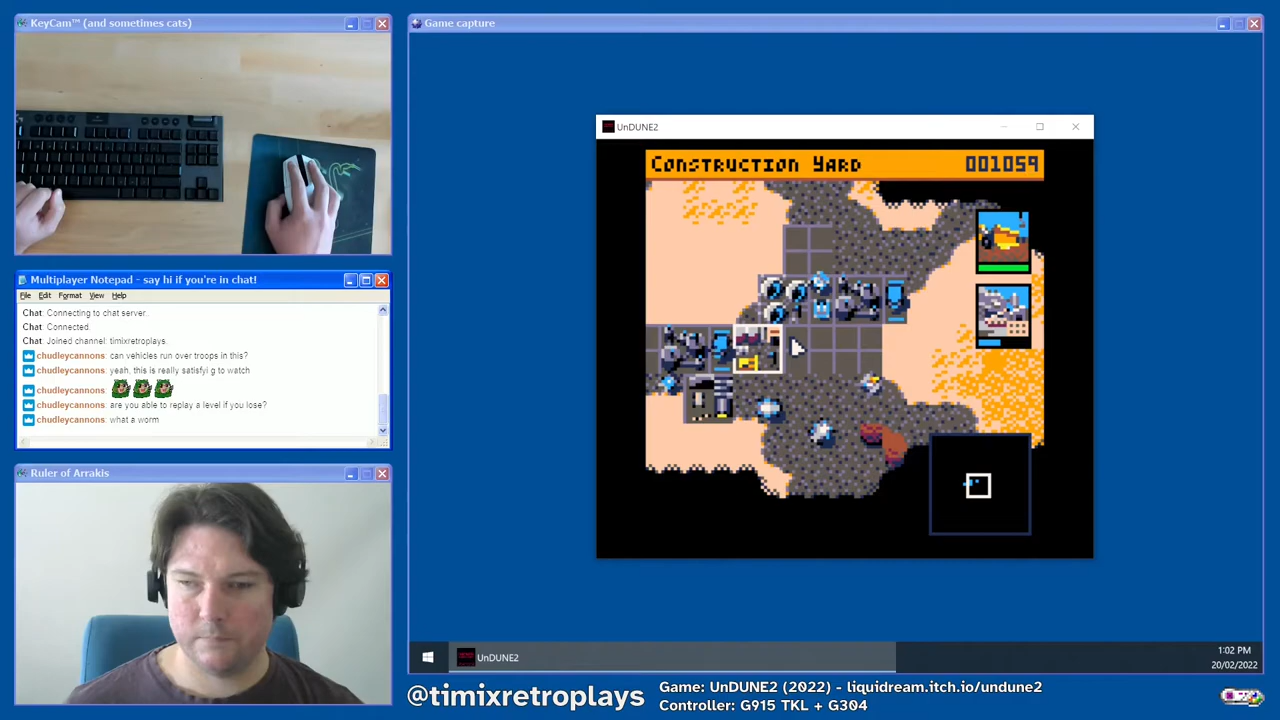 KeyCam™ (and sometimes cats)
Game capture
UnDUNE2
CONSTRUCTION YARD 001059
Multiplayer Notepad - say hi if you're in chat!
File Edit Format View Help
Chat: Connecting to chat server.
Chat: Connected.
Chat: Joined channel: timixretroplays.
chudleycannons: can vehicles run over troops in this?
chudleycannons: yeah, this is really satisfyi g to watch
chudleycannons:
chudleycannons: are you able to replay a level if you lose?
chudleycannons: what a worm
Ruler of Arrakis
UnDUNE2
1:02 PM
20/02/2022
@timixretroplays
Game: UnDUNE2 (2022) - liquidream.itch.io/undune2
Controller: G915 TKL + G304